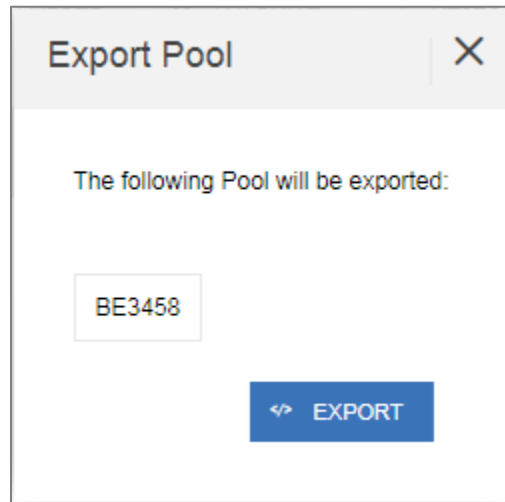 Export Pool
The following Pool will be exported:
BE3458
</> EXPORT